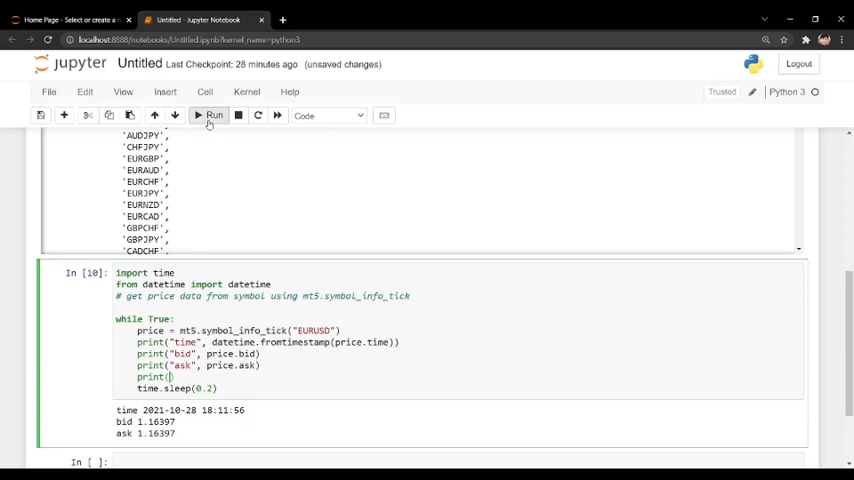 Home Page - Select or create a n
Untitled - Jupyter Notebook
localhost:8888/notebooks/Untitled.ipynb?kernel_name=python3
jupyter Untitled Last Checkpoint: 28 minutes ago (unsaved changes)
Logout
File Edit View Insert Cell Kernel Help
Trusted
Python 3
Run
Code
'AUDJPY',
'CHFJPY',
'EURGBP',
'EURAUD',
'EURCHF',
'EURJPY',
'EURNZD',
'EURCAD',
'GBPCHF',
'GBPJPY',
'CADCHF',
In [10]:
import time
from datetime import datetime
# get price data from symbol using mt5.symbol_info_tick
while True:
price = mt5.symbol_info_tick("EURUSD")
print("time", datetime.fromtimestamp(price.time))
print("bid", price.bid)
print("ask", price.ask)
print()
time.sleep(0.2)
time 2021-10-28 18:11:56
bid 1.16397
ask 1.16397
In [ ]: